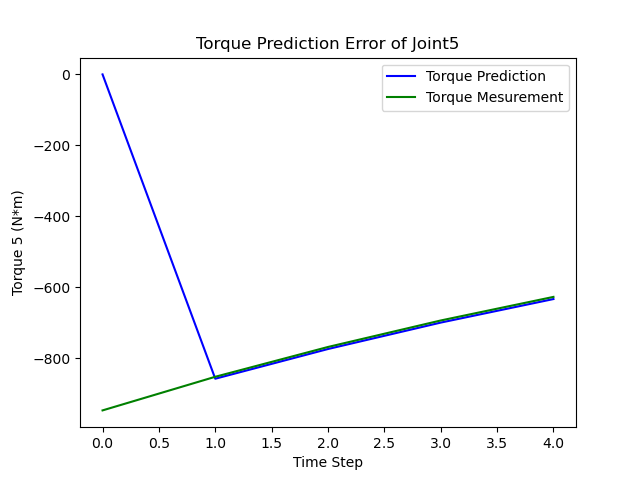 Torque Prediction Error of Joint5
Torque Prediction
Torque Mesurement
Torque 5 (N*m)
0
−200
−400
−600
−800
0.0 0.5 1.0 1.5 2.0 2.5 3.0 3.5 4.0
Time Step